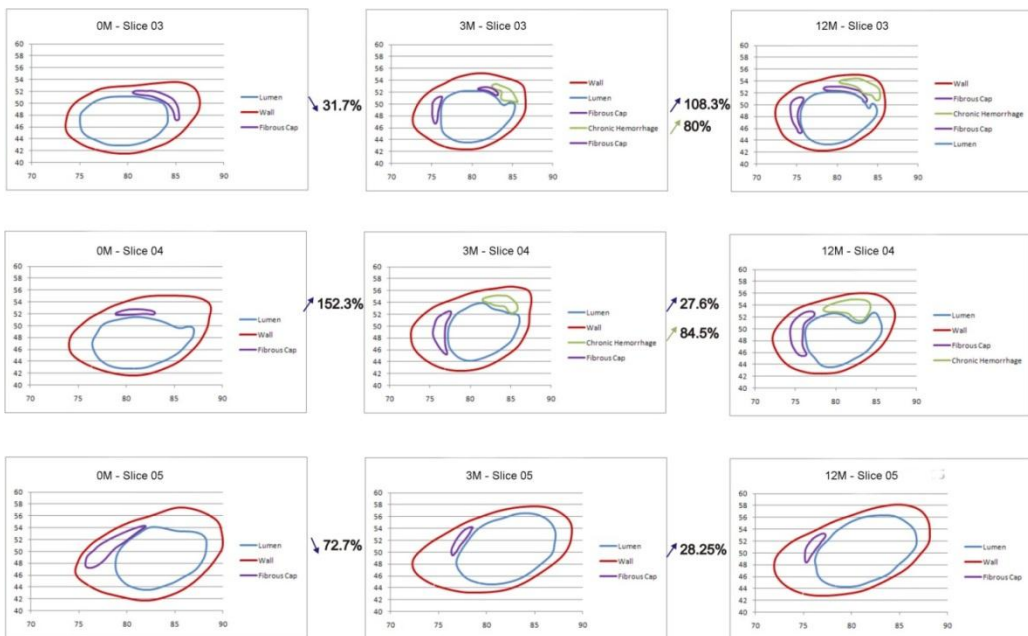 0M - Slice 03
60
58
56
54
52
50
48
46
44
42
40
70 75 80 85 90
Lumen
Wall
Fibrous Cap
31.7%
3M - Slice 03
60
58
56
54
52
50
48
46
44
42
40
70 75 80 85 90
Wall
Lumen
Fibrous Cap
Chronic Hemorrhage
Fibrous Cap
108.3%
80%
12M - Slice 03
60
58
56
54
52
50
48
46
44
42
40
70 75 80 85 90
Wall
Chronic Hemorrhage
Fibrous Cap
Fibrous Cap
Lumen
0M - Slice 04
60
58
56
54
52
50
48
46
44
42
40
70 75 80 85 90
Lumen
Wall
Fibrous Cap
152.3%
3M - Slice 04
60
58
56
54
52
50
48
46
44
42
40
70 75 80 85 90
Lumen
Wall
Chronic Hemorrhage
Fibrous Cap
27.6%
84.5%
12M - Slice 04
60
58
56
54
52
50
48
46
44
42
40
70 75 80 85 90
Lumen
Wall
Fibrous Cap
Chronic Hemorrhage
0M - Slice 05
60
58
56
54
52
50
48
46
44
42
40
70 75 80 85 90
Lumen
Wall
Fibrous Cap
72.7%
3M - Slice 05
60
58
56
54
52
50
48
46
44
42
40
70 75 80 85 90
Lumen
Wall
Fibrous Cap
28.25%
12M - Slice 05
60
58
56
54
52
50
48
46
44
42
40
70 75 80 85 90
Lumen
Wall
Fibrous Cap